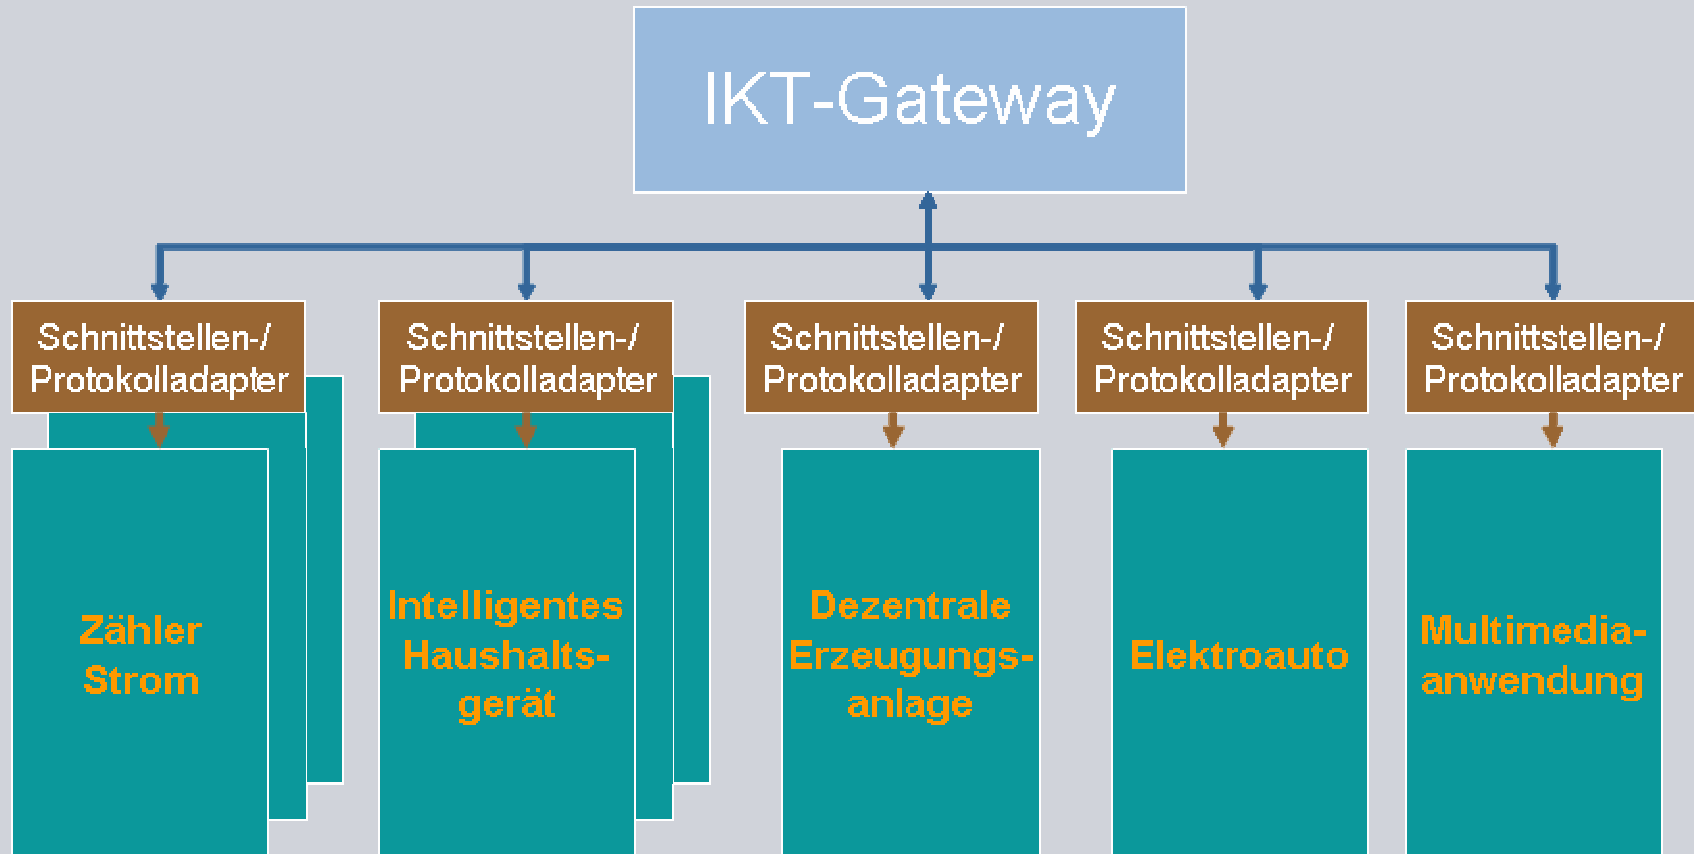 IKT-Gateway
Schnittstellen-/
Protokolladapter
Schnittstellen-/
Protokolladapter
Schnittstellen-/
Protokolladapter
Schnittstellen-/
Protokolladapter
Schnittstellen-/
Protokolladapter
Zähler
Strom
Intelligentes
Haushalts-
gerät
Dezentrale
Erzeugungs-
anlage
Elektroauto
Multimedia-
anwendung